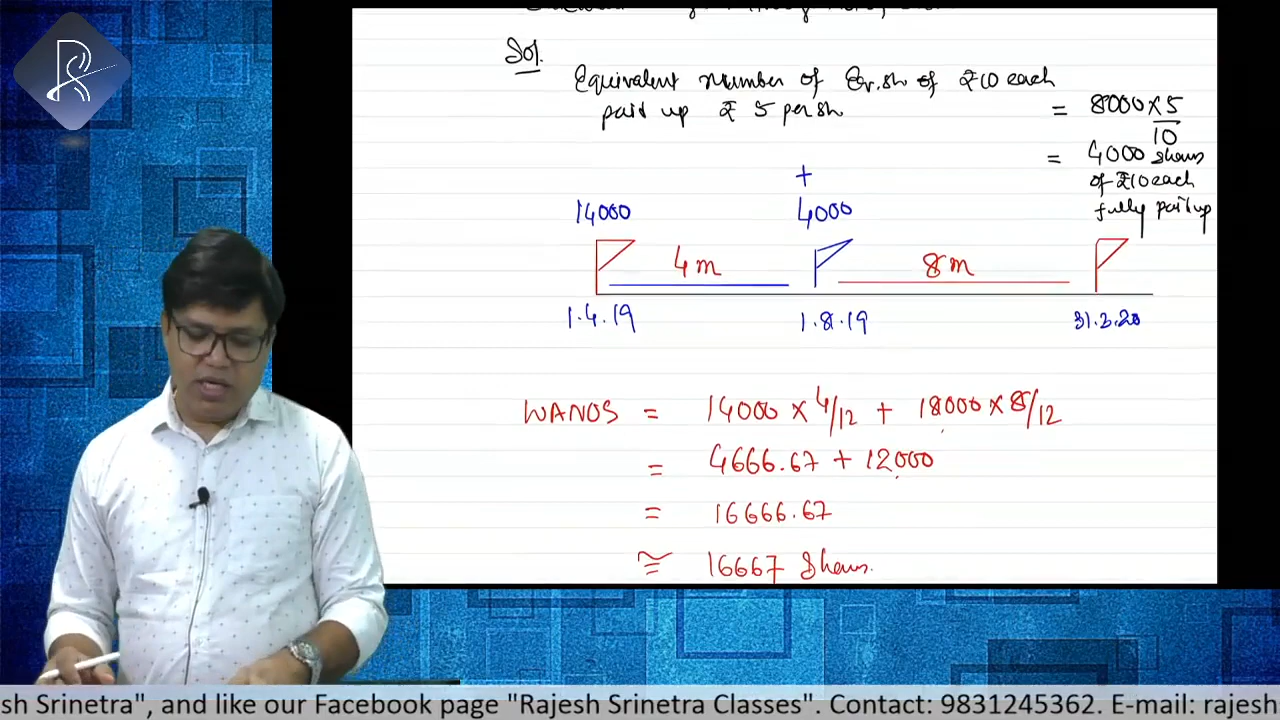 Sol.
Equivalent number of Eq.sh of ₹10 each
paid up ₹ 5 per sh
= 8000 x 5/10
= 4000 shares
of ₹10 each
fully paid up
+
14000 4000
4 m 8 m
1.4.19 1.8.19 31.3.20
WANOS = 14000 x 4/12 + 18000 x 8/12
= 4666.67 + 12000
= 16666.67
≅ 16667 Shares.
sh Srinetra", and like our Facebook page "Rajesh Srinetra Classes". Contact: 9831245362. E-mail: rajesh